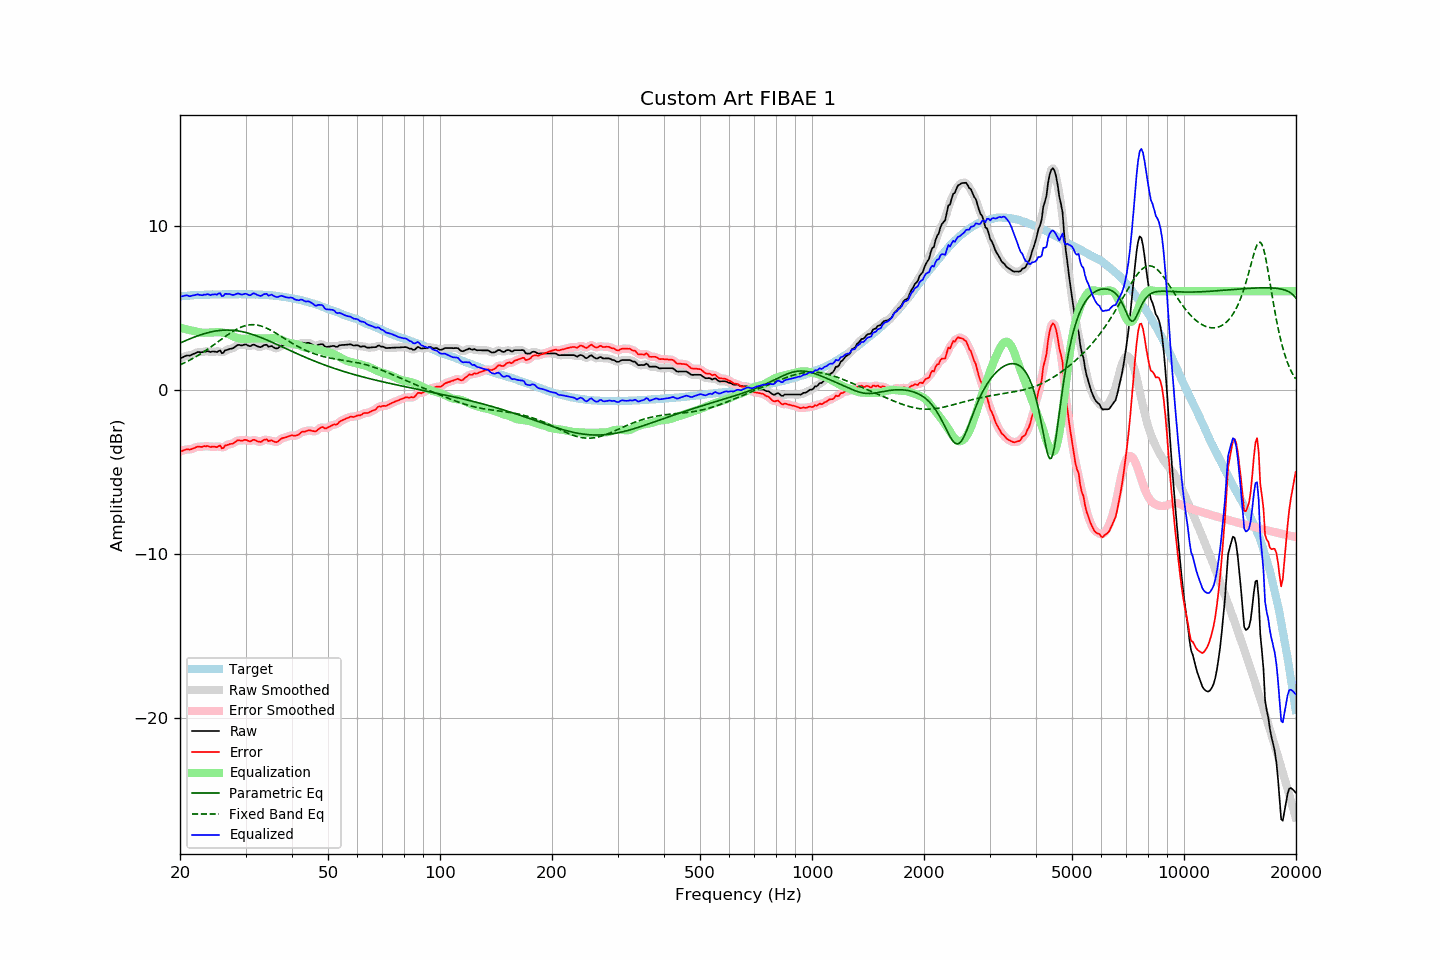 Custom Art FIBAE 1
Amplitude (dBr)
10
0
−10
−20
Target
Raw Smoothed
Error Smoothed
Raw
Error
Equalization
Parametric Eq
Fixed Band Eq
Equalized
20 50 100 200 500 1000 2000 5000 10000 20000
Frequency (Hz)